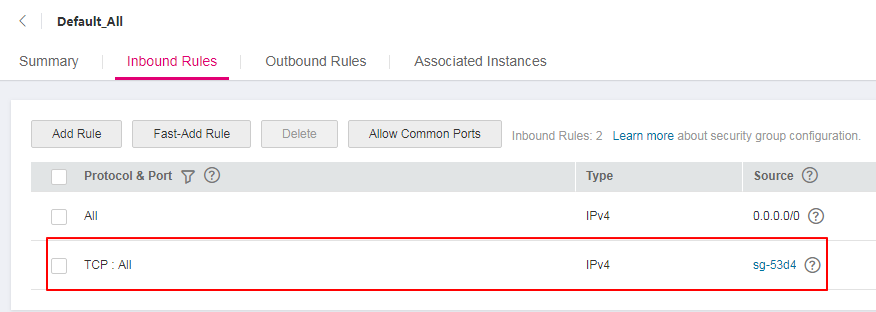 Default_All
Summary Inbound Rules Outbound Rules Associated Instances
Add Rule Fast-Add Rule Delete Allow Common Ports Inbound Rules: 2 Learn more about security group configuration.
Protocol & Port Type Source
All IPv4 0.0.0.0/0
TCP : All IPv4 sg-53d4